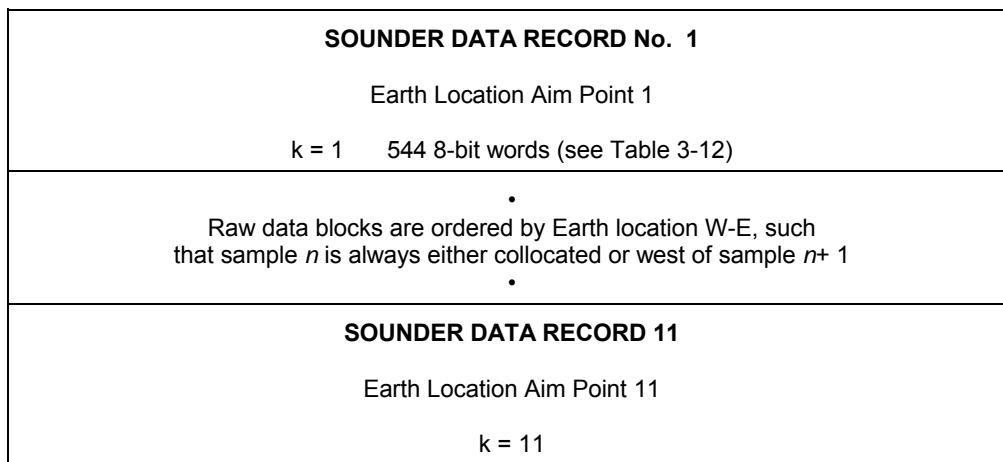 SOUNDER DATA RECORD No. 1
Earth Location Aim Point 1
k = 1 544 8-bit words (see Table 3-12)
•
Raw data blocks are ordered by Earth location W-E, such
that sample n is always either collocated or west of sample n+ 1
•
SOUNDER DATA RECORD 11
Earth Location Aim Point 11
k = 11